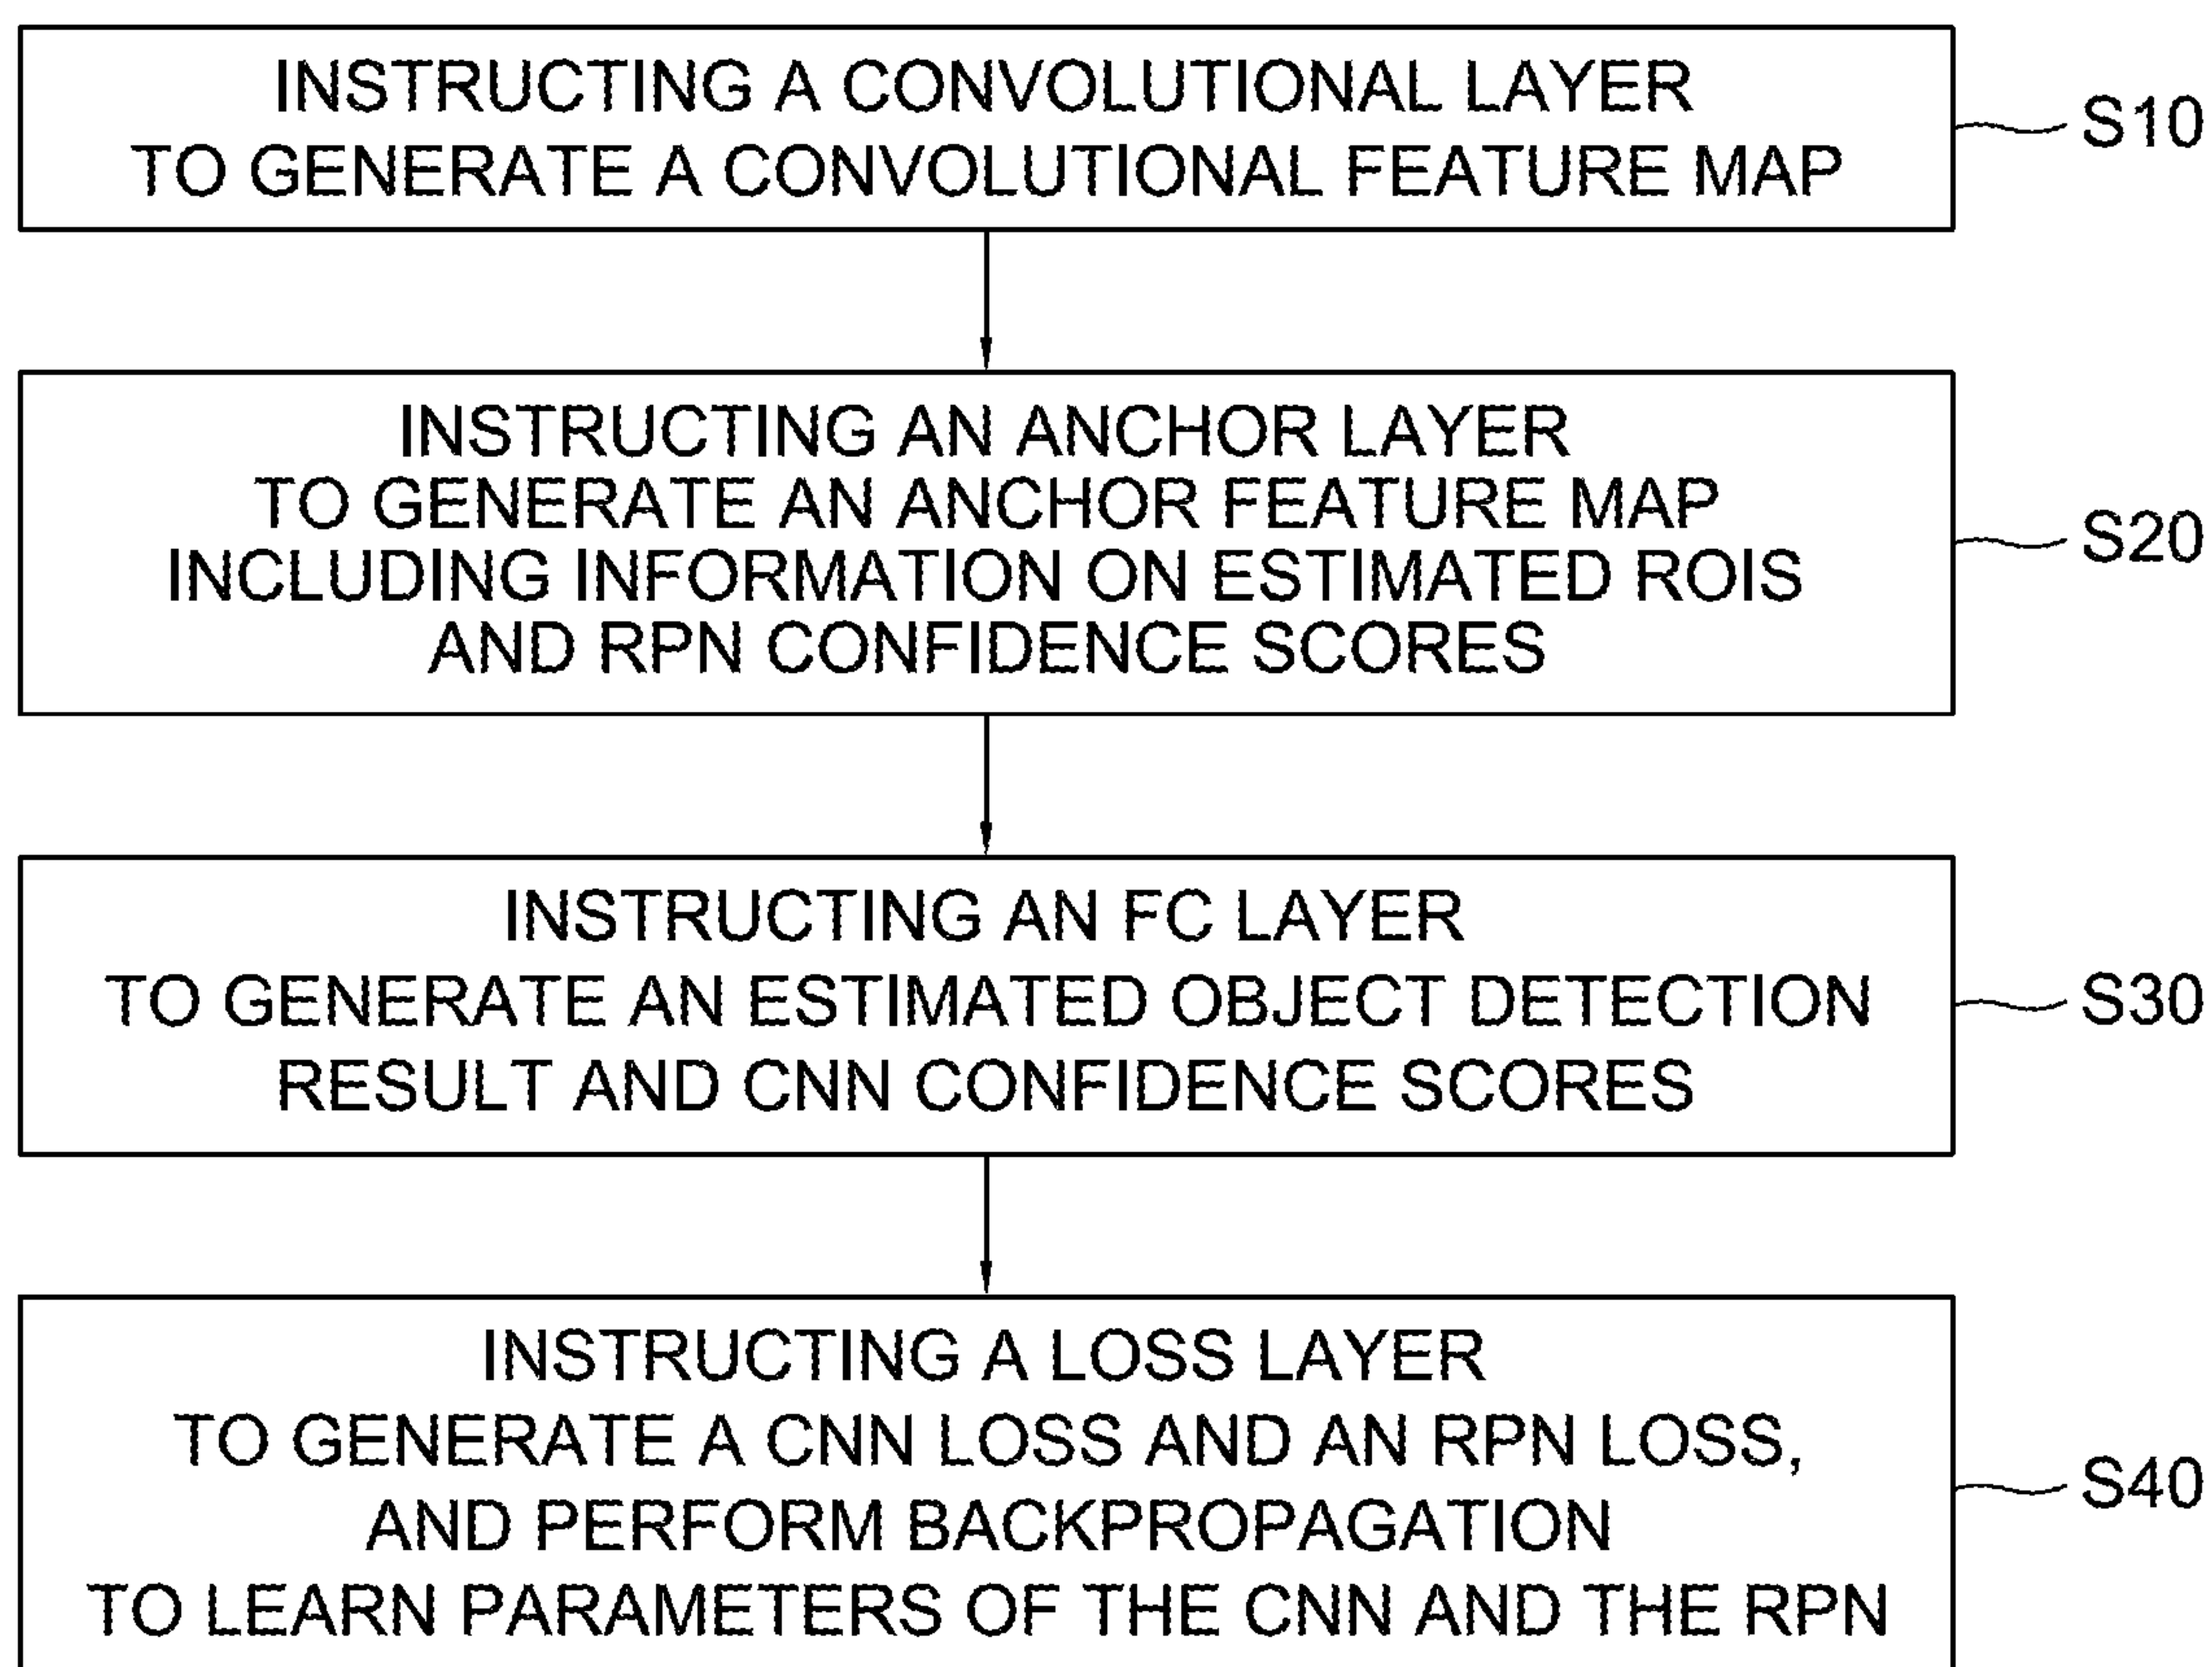 INSTRUCTING A CONVOLUTIONAL LAYER
TO GENERATE A CONVOLUTIONAL FEATURE MAP
S10
INSTRUCTING AN ANCHOR LAYER
TO GENERATE AN ANCHOR FEATURE MAP
INCLUDING INFORMATION ON ESTIMATED ROIS
AND RPN CONFIDENCE SCORES
S20
INSTRUCTING AN FC LAYER
TO GENERATE AN ESTIMATED OBJECT DETECTION
RESULT AND CNN CONFIDENCE SCORES
S30
INSTRUCTING A LOSS LAYER
TO GENERATE A CNN LOSS AND AN RPN LOSS,
AND PERFORM BACKPROPAGATION
TO LEARN PARAMETERS OF THE CNN AND THE RPN
S40